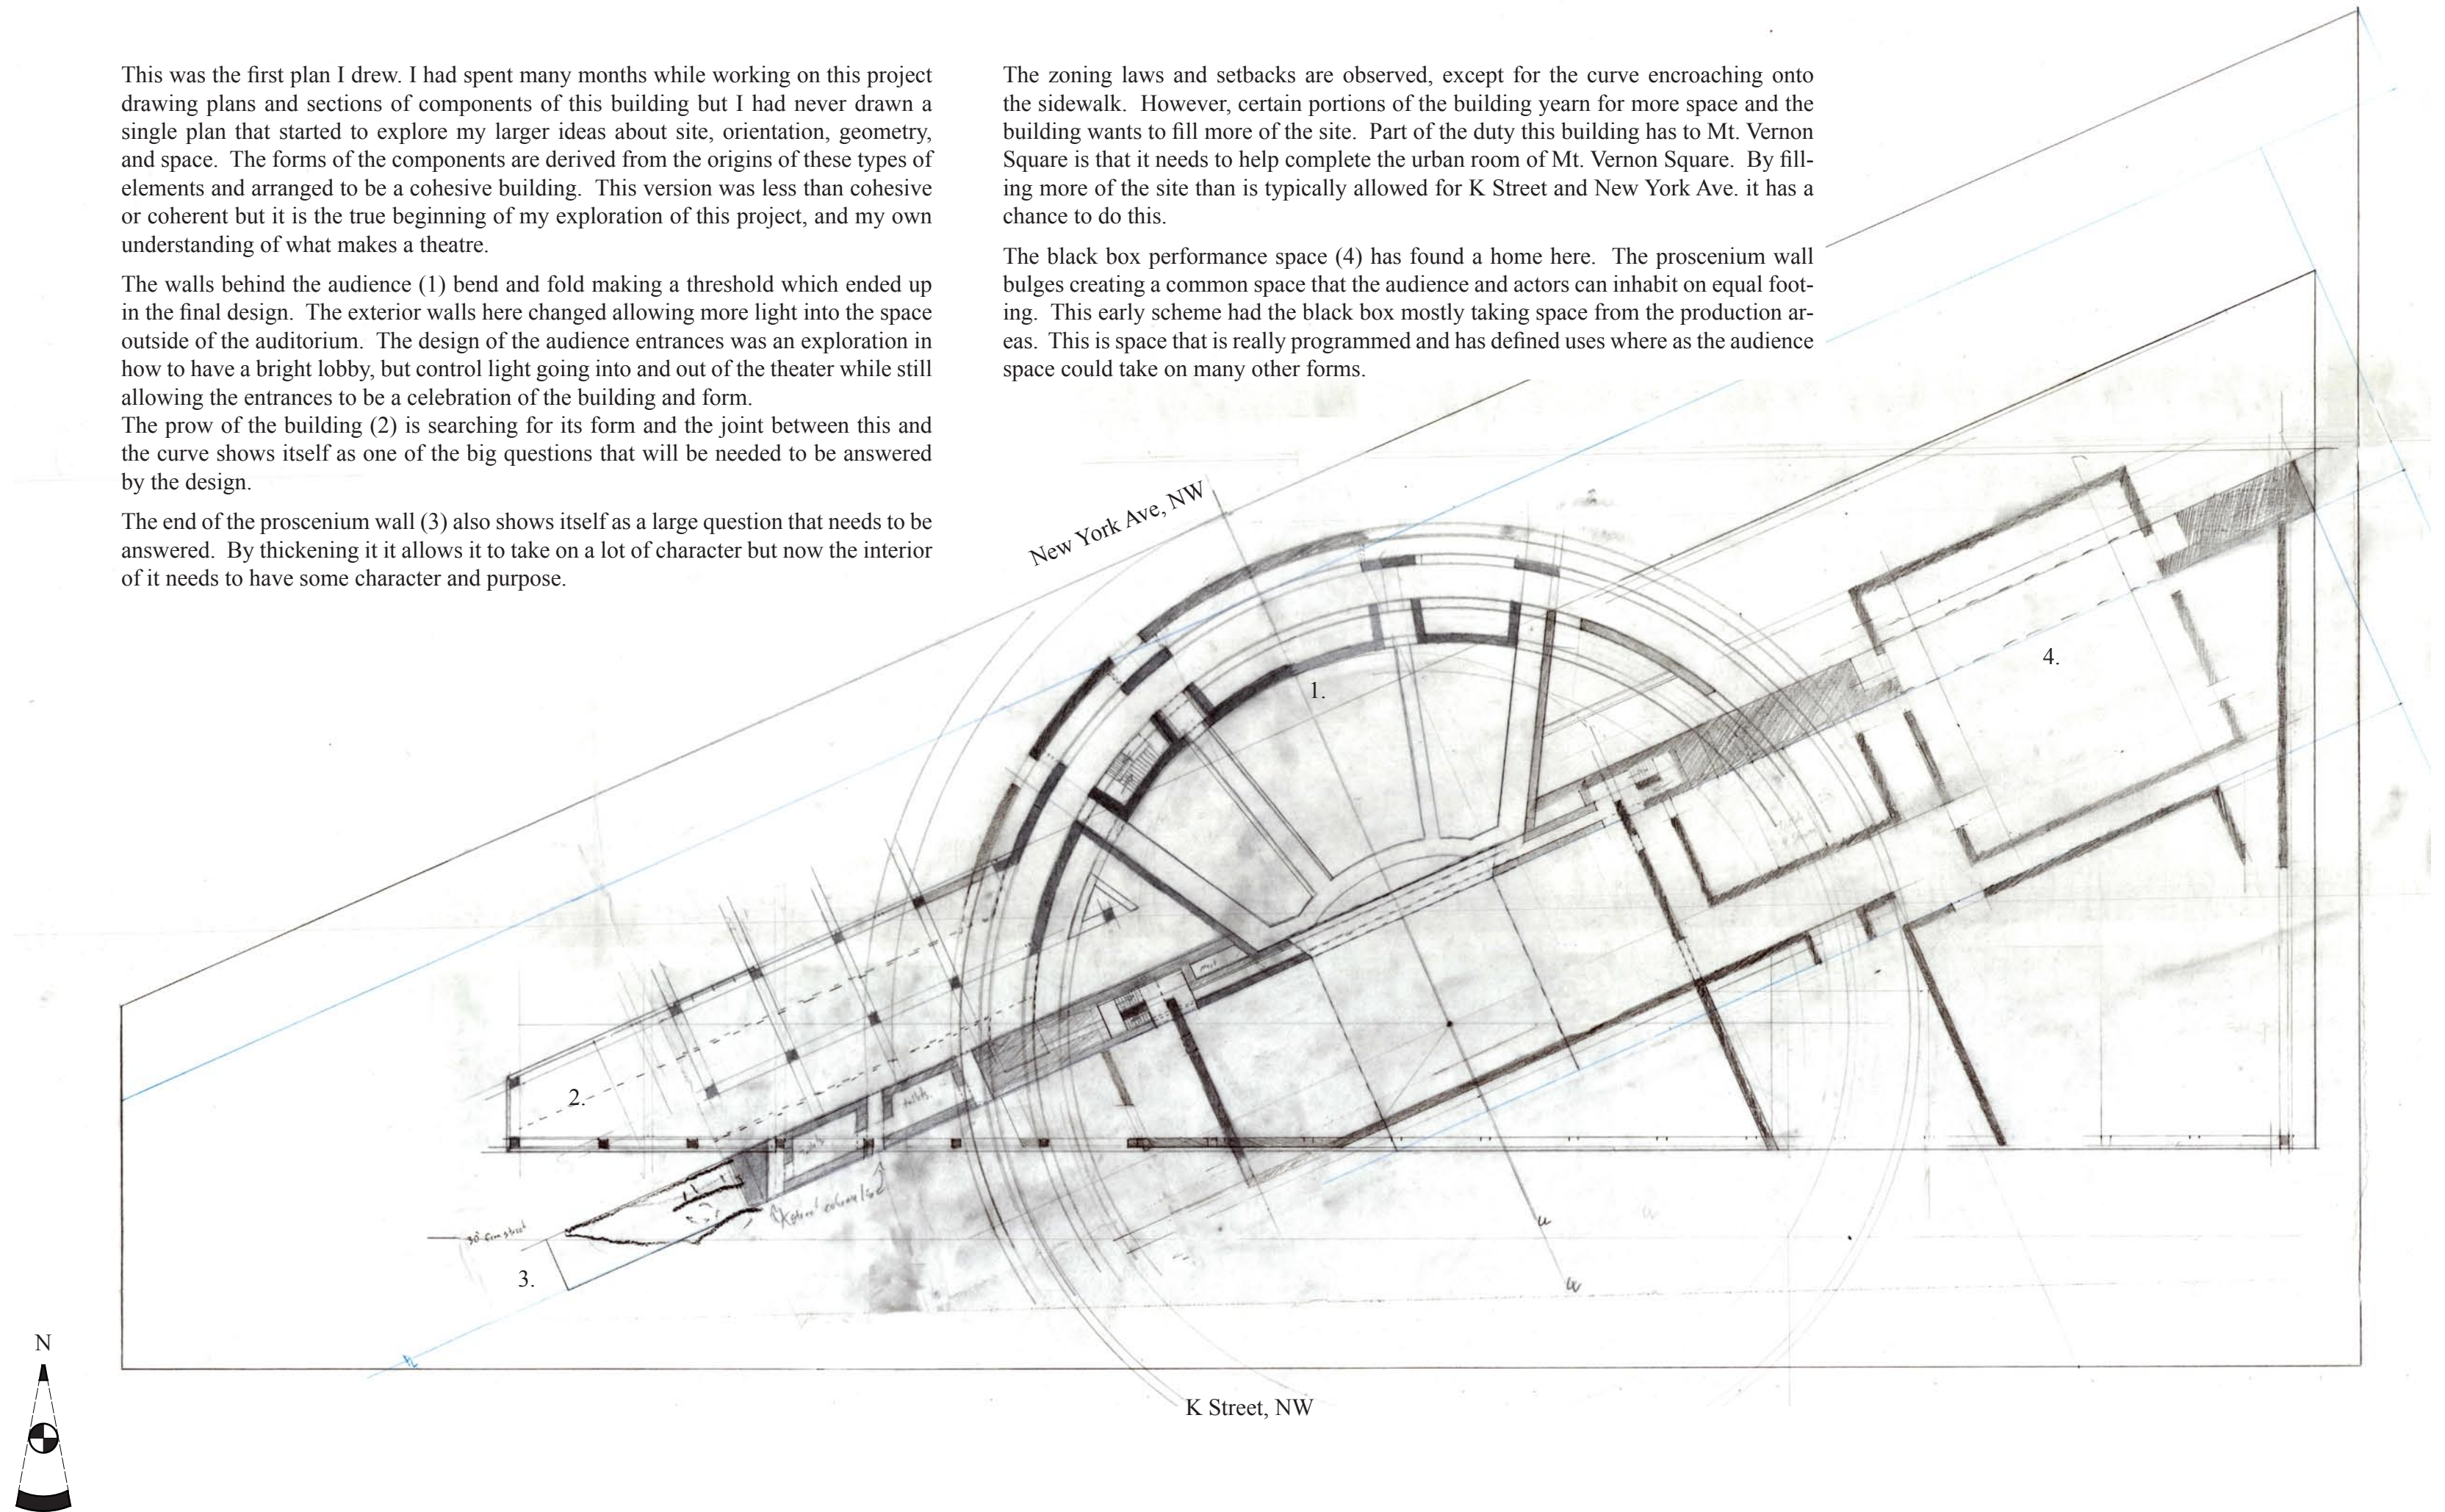 This was the first plan I drew. I had spent many months while working on this project
drawing plans and sections of components of this building but I had never drawn a
single plan that started to explore my larger ideas about site, orientation, geometry,
and space. The forms of the components are derived from the origins of these types of
elements and arranged to be a cohesive building. This version was less than cohesive
or coherent but it is the true beginning of my exploration of this project, and my own
understanding of what makes a theatre.
The walls behind the audience (1) bend and fold making a threshold which ended up
in the final design. The exterior walls here changed allowing more light into the space
outside of the auditorium. The design of the audience entrances was an exploration in
how to have a bright lobby, but control light going into and out of the theater while still
allowing the entrances to be a celebration of the building and form.
The prow of the building (2) is searching for its form and the joint between this and
the curve shows itself as one of the big questions that will be needed to be answered
by the design.
The end of the proscenium wall (3) also shows itself as a large question that needs to be
answered. By thickening it it allows it to take on a lot of character but now the interior
of it needs to have some character and purpose.
The zoning laws and setbacks are observed, except for the curve encroaching onto
the sidewalk. However, certain portions of the building yearn for more space and the
building wants to fill more of the site. Part of the duty this building has to Mt. Vernon
Square is that it needs to help complete the urban room of Mt. Vernon Square. By fill-
ing more of the site than is typically allowed for K Street and New York Ave. it has a
chance to do this.
The black box performance space (4) has found a home here. The proscenium wall
bulges creating a common space that the audience and actors can inhabit on equal foot-
ing. This early scheme had the black box mostly taking space from the production ar-
eas. This is space that is really programmed and has defined uses where as the audience
space could take on many other forms.
New York Ave, NW
1.
4.
2.
toilets
3.
N
K Street, NW